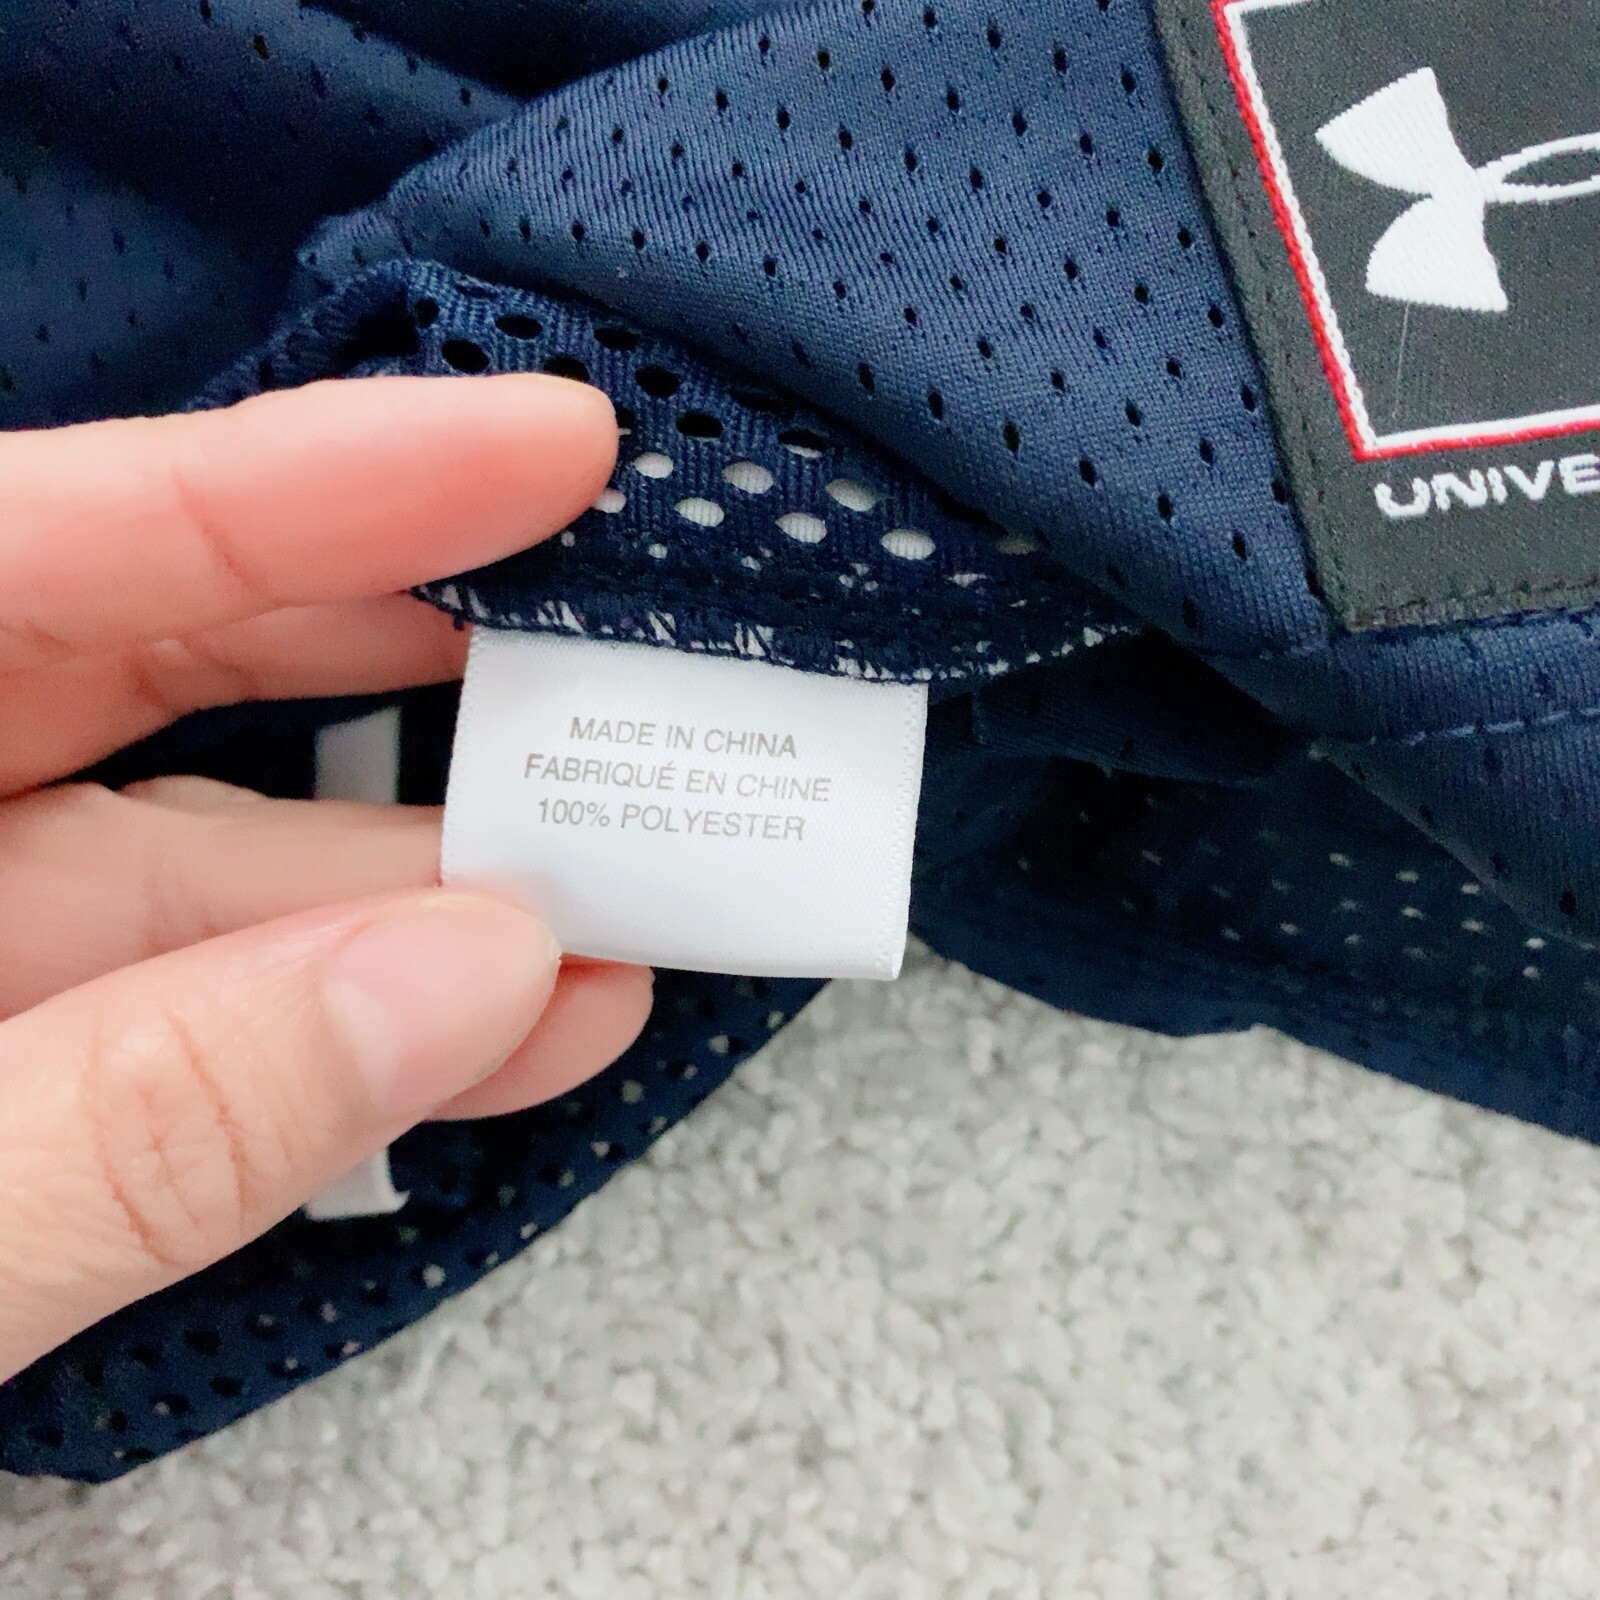 UNIVE
MADE IN CHINA
FABRIQUÉ EN CHINE
100% POLYESTER